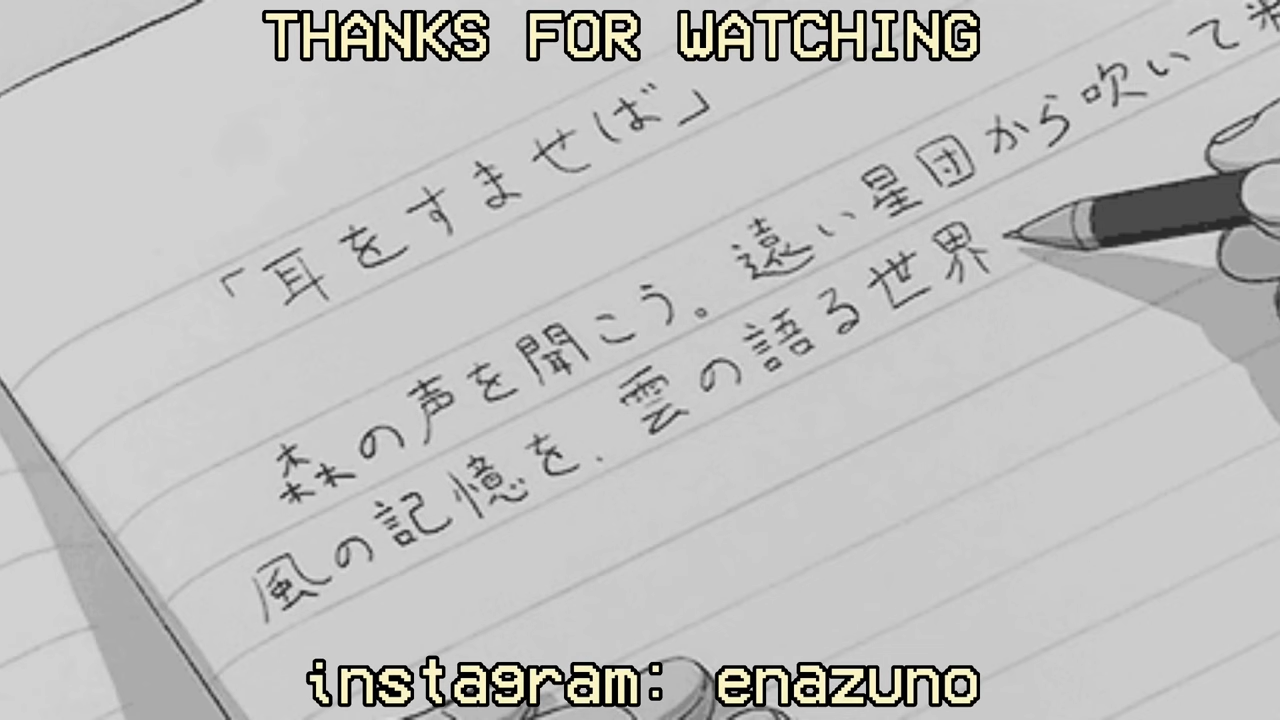 THANKS FOR WATCHING
「耳をすませば」
森の声を聞こう。遠い星団から吹いて
風の記憶を、雲の語る世界
instagram: enazuno